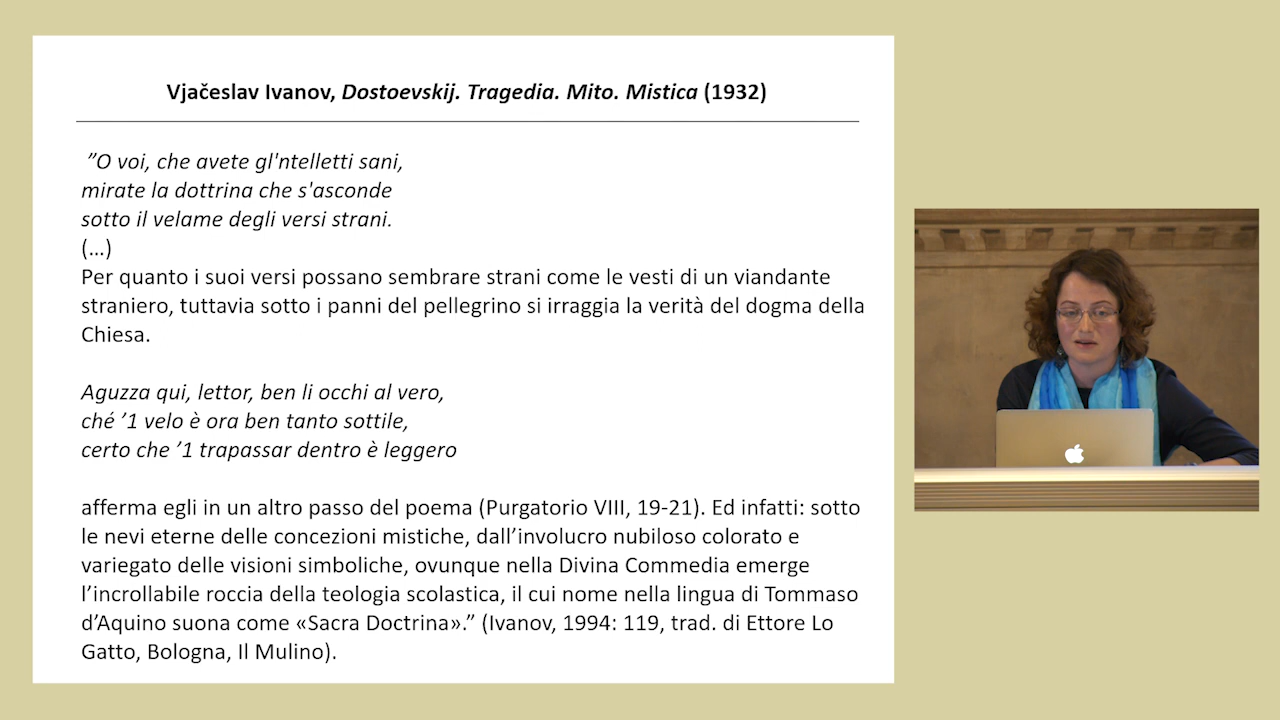 Vjačeslav Ivanov, Dostoevskij. Tragedia. Mito. Mistica (1932)
”O voi, che avete gl'ntelletti sani,
mirate la dottrina che s'asconde
sotto il velame degli versi strani.
(…)
Per quanto i suoi versi possano sembrare strani come le vesti di un viandante
straniero, tuttavia sotto i panni del pellegrino si irraggia la verità del dogma della
Chiesa.
Aguzza qui, lettor, ben li occhi al vero,
ché ’1 velo è ora ben tanto sottile,
certo che ’1 trapassar dentro è leggero
afferma egli in un altro passo del poema (Purgatorio VIII, 19-21). Ed infatti: sotto
le nevi eterne delle concezioni mistiche, dall’involucro nubiloso colorato e
variegato delle visioni simboliche, ovunque nella Divina Commedia emerge
l’incrollabile roccia della teologia scolastica, il cui nome nella lingua di Tommaso
d’Aquino suona come «Sacra Doctrina».” (Ivanov, 1994: 119, trad. di Ettore Lo
Gatto, Bologna, Il Mulino).